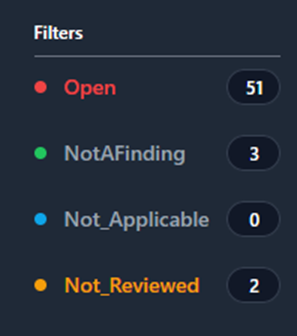 Filters
Open 51
NotAFinding 3
Not_Applicable 0
Not_Reviewed 2